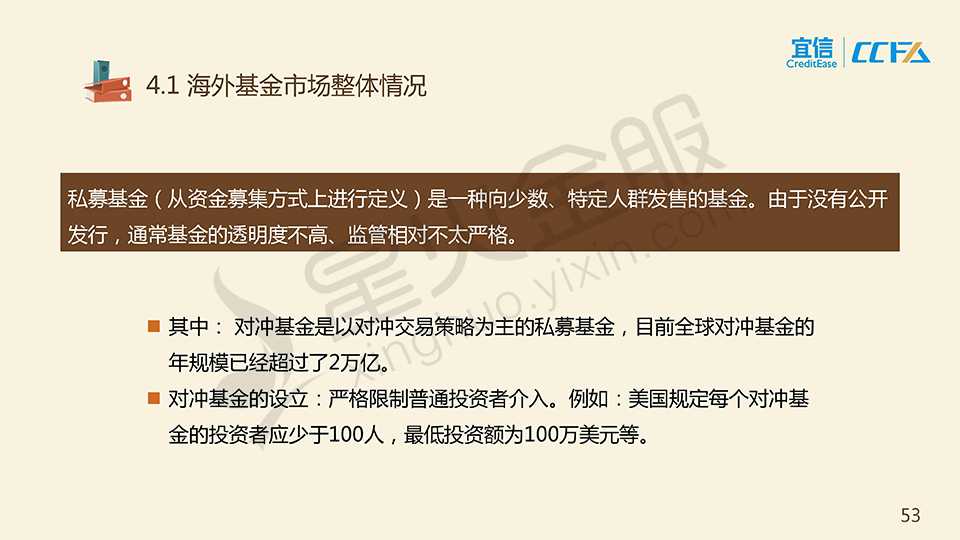 宜信
CreditEase
CCFA
4.1 海外基金市场整体情况
私募基金（从资金募集方式上进行定义）是一种向少数、特定人群发售的基金。由于没有公开
发行，通常基金的透明度不高、监管相对不太严格。
其中： 对冲基金是以对冲交易策略为主的私募基金，目前全球对冲基金的
年规模已经超过了2万亿。
对冲基金的设立：严格限制普通投资者介入。例如：美国规定每个对冲基
金的投资者应少于100人，最低投资额为100万美元等。
星火金服
xinghuo.yixin.com
53